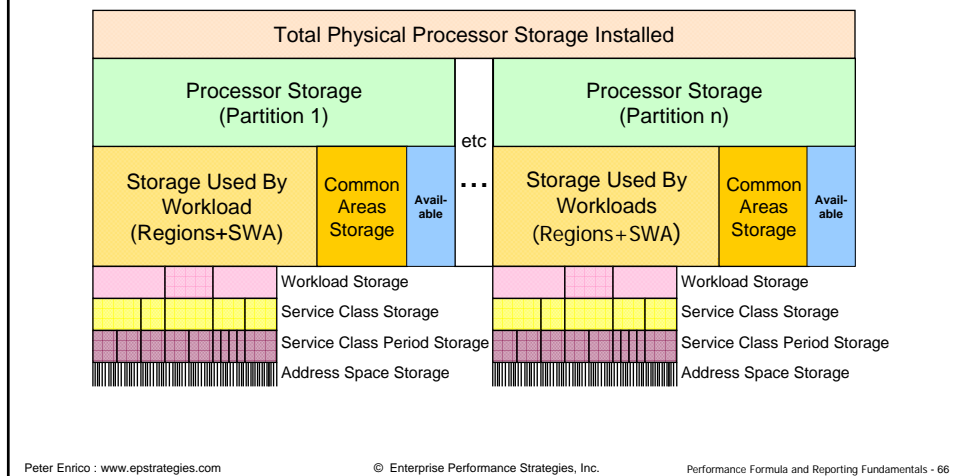 Total Physical Processor Storage Installed
Processor Storage
(Partition 1)
etc
...
Processor Storage
(Partition n)
Storage Used By
Workload
(Regions+SWA)
Common
Areas
Storage
Avail-
able
Storage Used By
Workloads
(Regions+SWA)
Common
Areas
Storage
Avail-
able
Workload Storage
Service Class Storage
Service Class Period Storage
Address Space Storage
Workload Storage
Service Class Storage
Service Class Period Storage
Address Space Storage
Peter Enrico : www.epstrategies.com © Enterprise Performance Strategies, Inc. Performance Formula and Reporting Fundamentals - 66